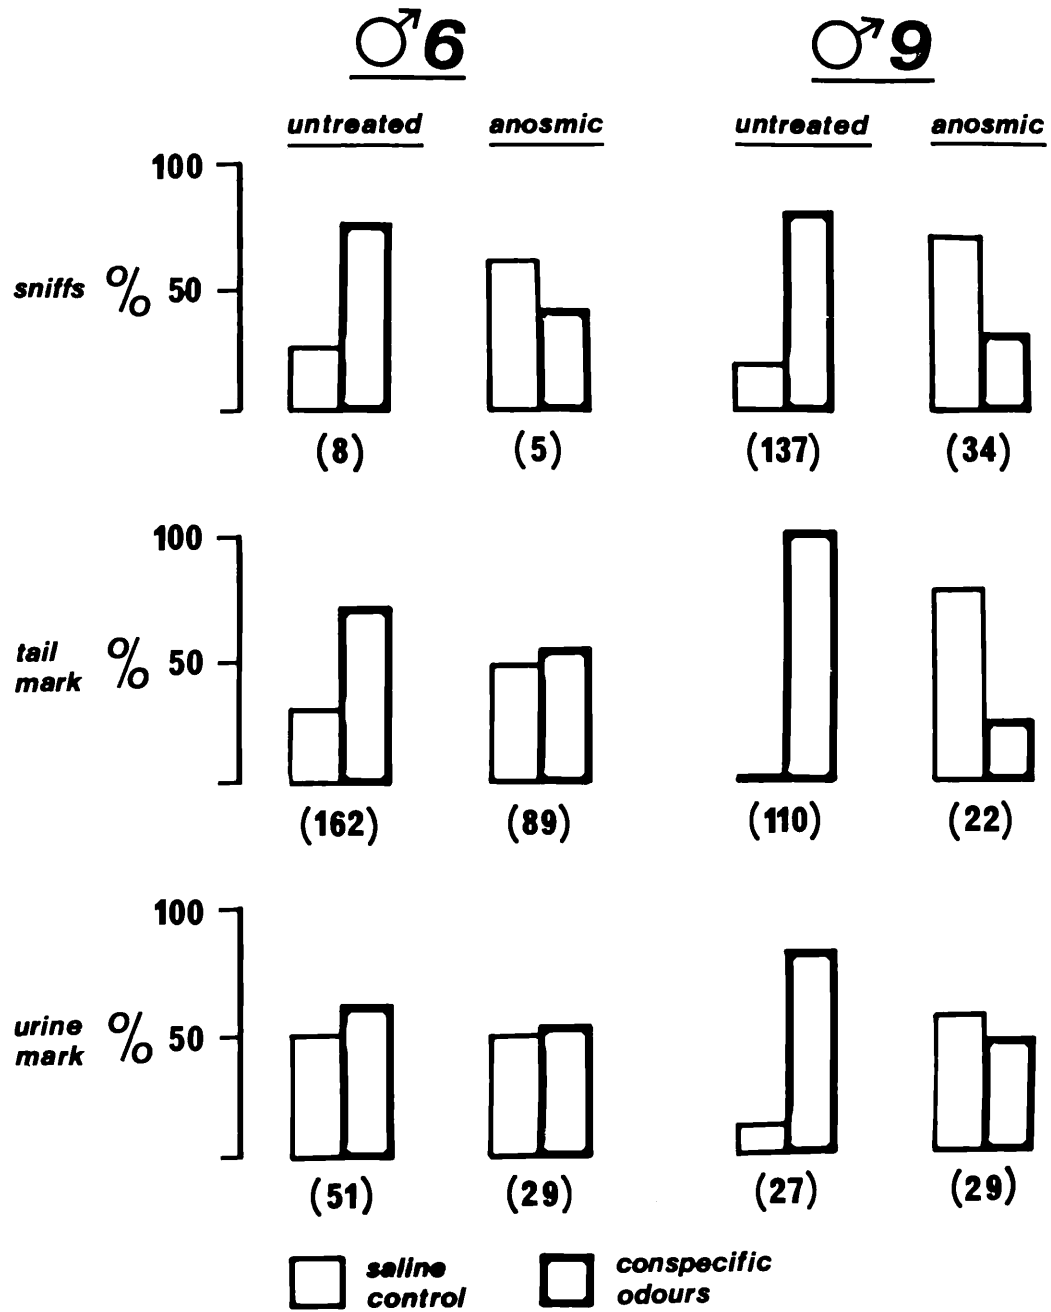 ♂6 ♂9
untreated anosmic untreated anosmic
100
sniffs % 50
(8) (5) (137) (34)
100
tail
mark % 50
(162) (89) (110) (22)
100
urine
mark % 50
(51) (29) (27) (29)
saline
control
conspecific
odours